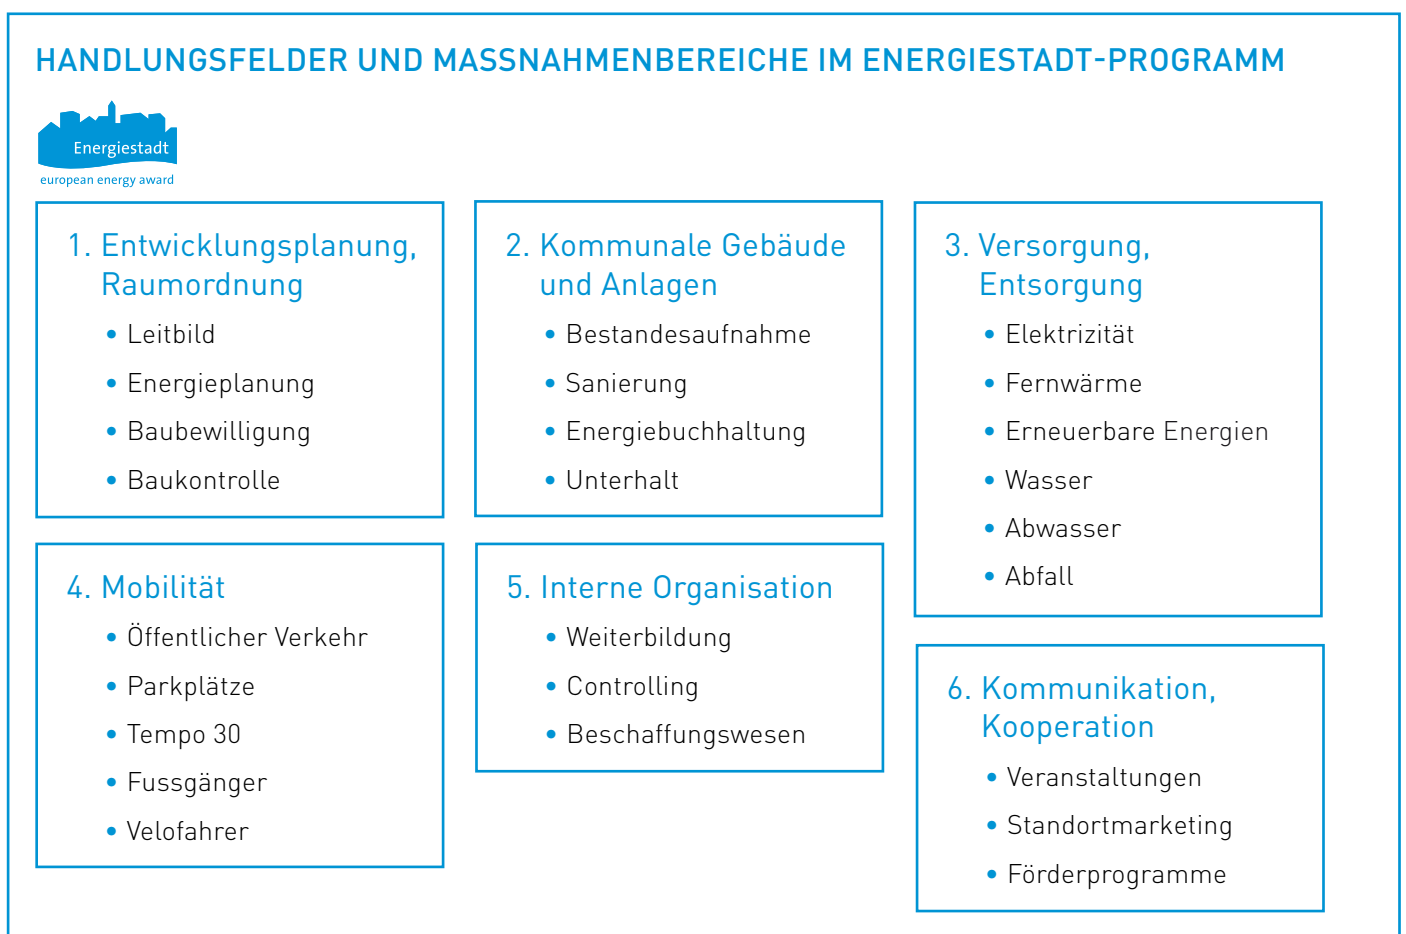 HANDLUNGSFELDER UND MASSNAHMENBEREICHE IM ENERGIESTADT-PROGRAMM
Energiestadt
european energy award
1. Entwicklungsplanung,
Raumordnung
• Leitbild
• Energieplanung
• Baubewilligung
• Baukontrolle
2. Kommunale Gebäude
und Anlagen
• Bestandesaufnahme
• Sanierung
• Energiebuchhaltung
• Unterhalt
3. Versorgung,
Entsorgung
• Elektrizität
• Fernwärme
• Erneuerbare Energien
• Wasser
• Abwasser
• Abfall
4. Mobilität
• Öffentlicher Verkehr
• Parkplätze
• Tempo 30
• Fussgänger
• Velofahrer
5. Interne Organisation
• Weiterbildung
• Controlling
• Beschaffungswesen
6. Kommunikation,
Kooperation
• Veranstaltungen
• Standortmarketing
• Förderprogramme